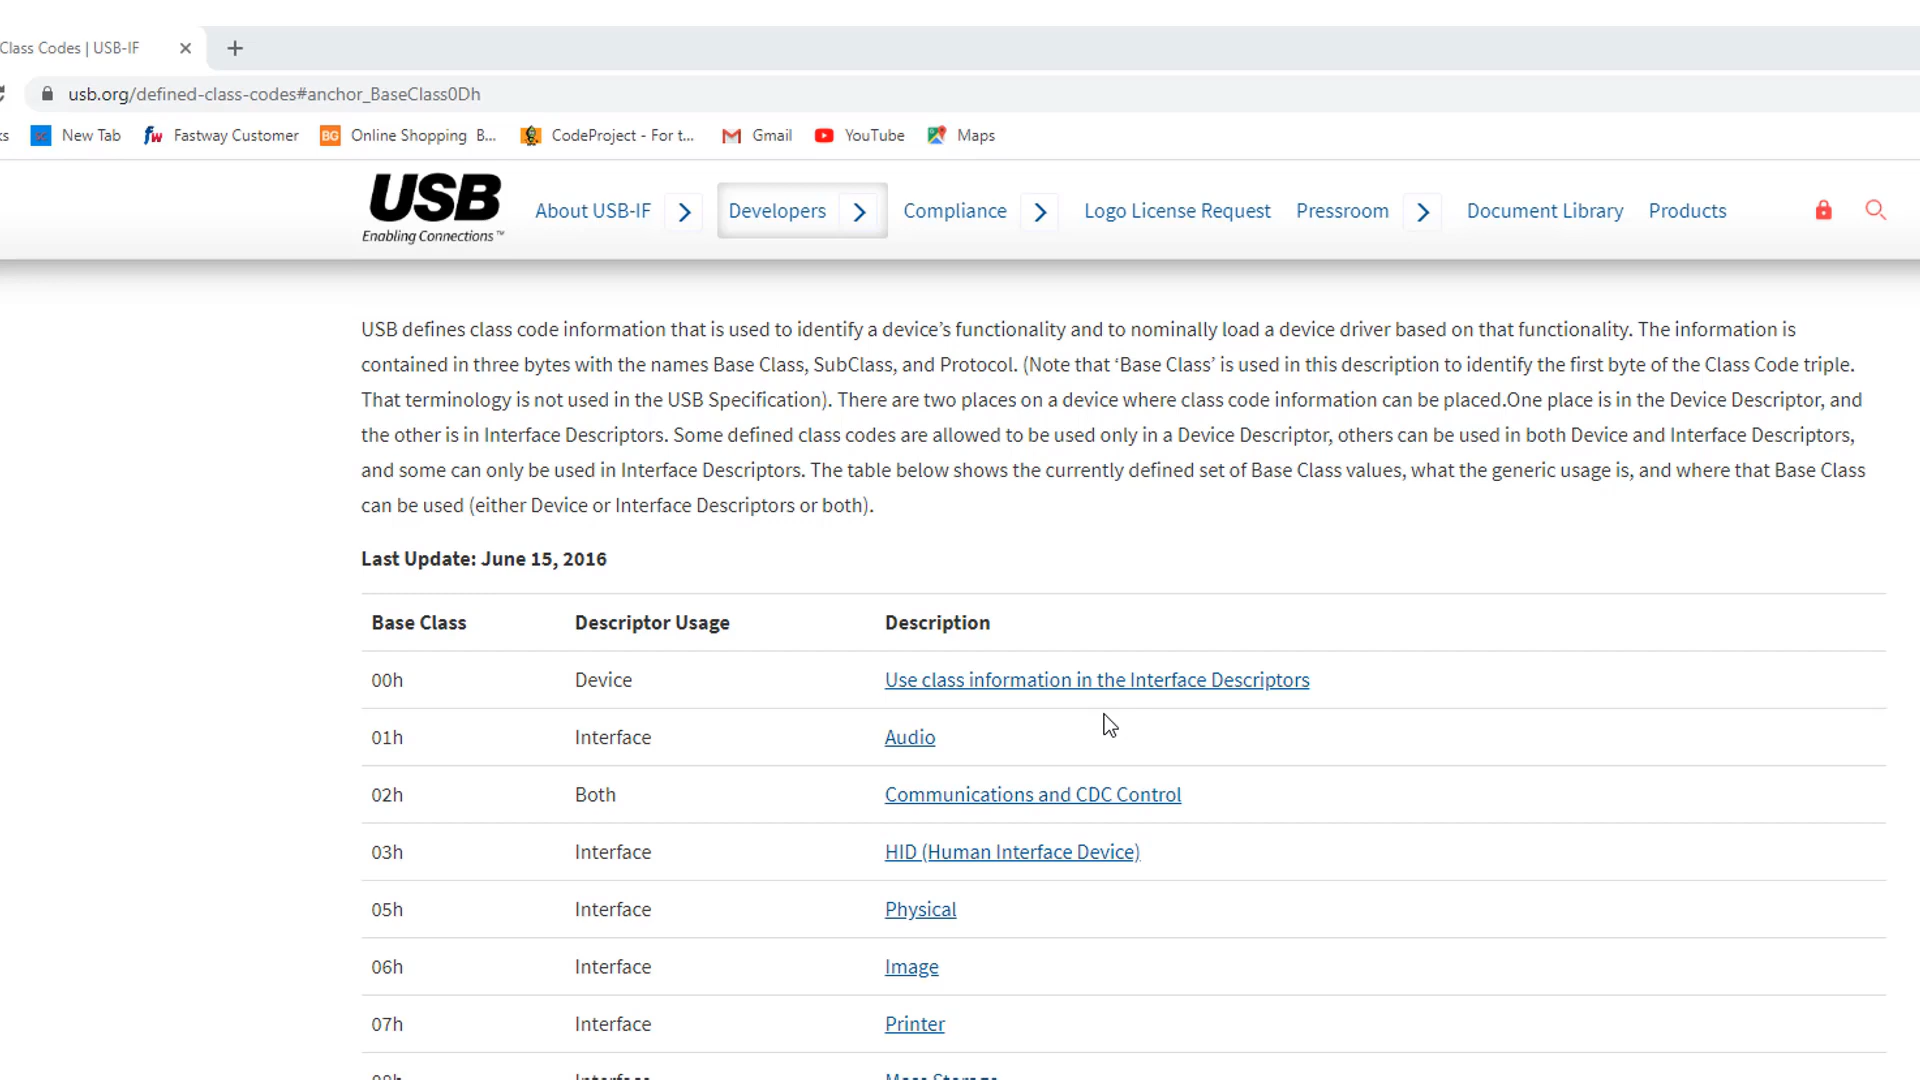 Class Codes | USB-IF
usb.org/defined-class-codes#anchor_BaseClass0Dh
New Tab Fastway Customer BG Online Shopping B... CodeProject - For t... Gmail YouTube Maps
USB
Enabling Connections™
About USB-IF Developers Compliance Logo License Request Pressroom Document Library Products
USB defines class code information that is used to identify a device’s functionality and to nominally load a device driver based on that functionality. The information is
contained in three bytes with the names Base Class, SubClass, and Protocol. (Note that ‘Base Class’ is used in this description to identify the first byte of the Class Code triple.
That terminology is not used in the USB Specification). There are two places on a device where class code information can be placed.One place is in the Device Descriptor, and
the other is in Interface Descriptors. Some defined class codes are allowed to be used only in a Device Descriptor, others can be used in both Device and Interface Descriptors,
and some can only be used in Interface Descriptors. The table below shows the currently defined set of Base Class values, what the generic usage is, and where that Base Class
can be used (either Device or Interface Descriptors or both).
Last Update: June 15, 2016
Base Class Descriptor Usage Description
00h Device Use class information in the Interface Descriptors
01h Interface Audio
02h Both Communications and CDC Control
03h Interface HID (Human Interface Device)
05h Interface Physical
06h Interface Image
07h Interface Printer